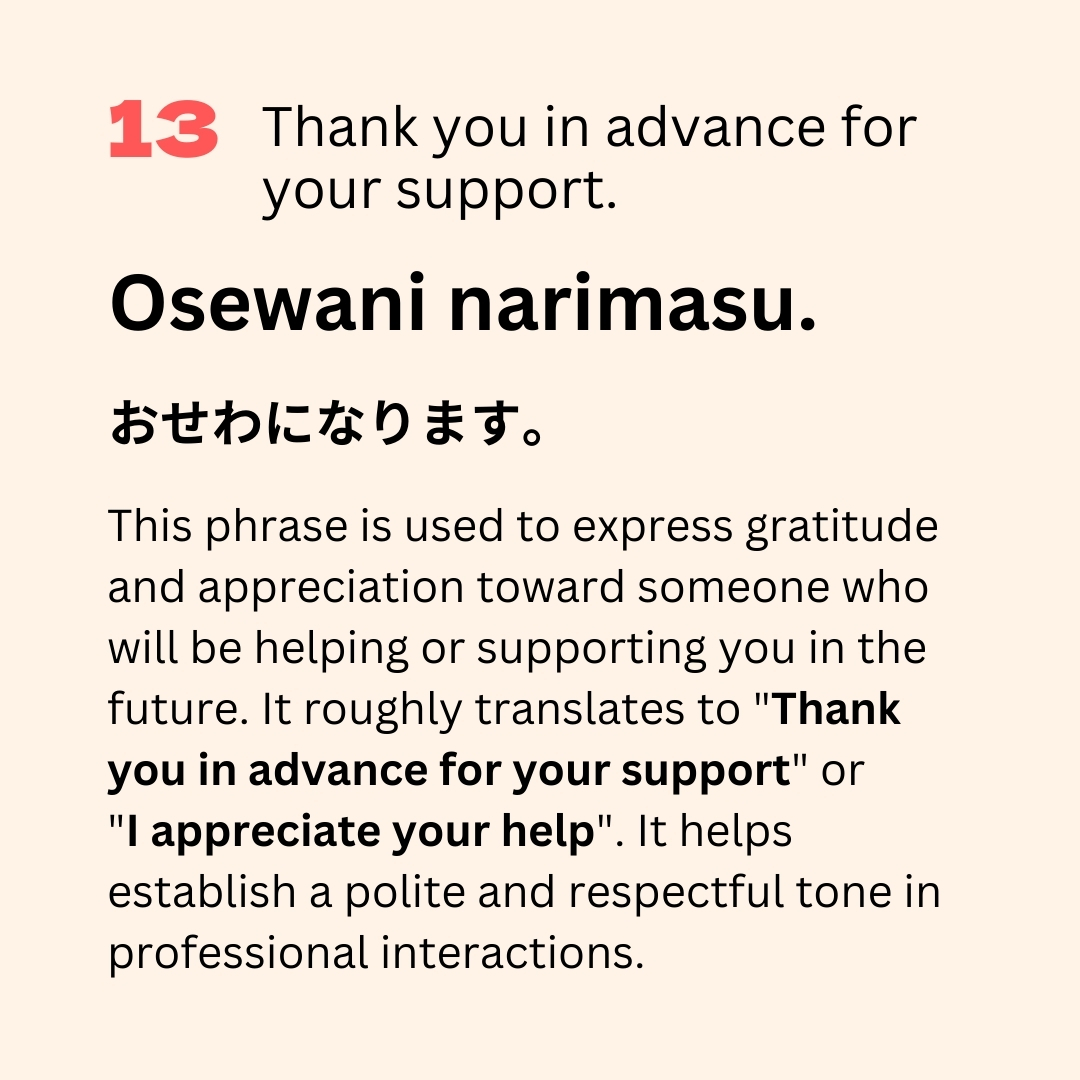 13 Thank you in advance for
your support.
Osewani narimasu.
おせわになります。
This phrase is used to express gratitude
and appreciation toward someone who
will be helping or supporting you in the
future. It roughly translates to "Thank
you in advance for your support" or
"I appreciate your help". It helps
establish a polite and respectful tone in
professional interactions.